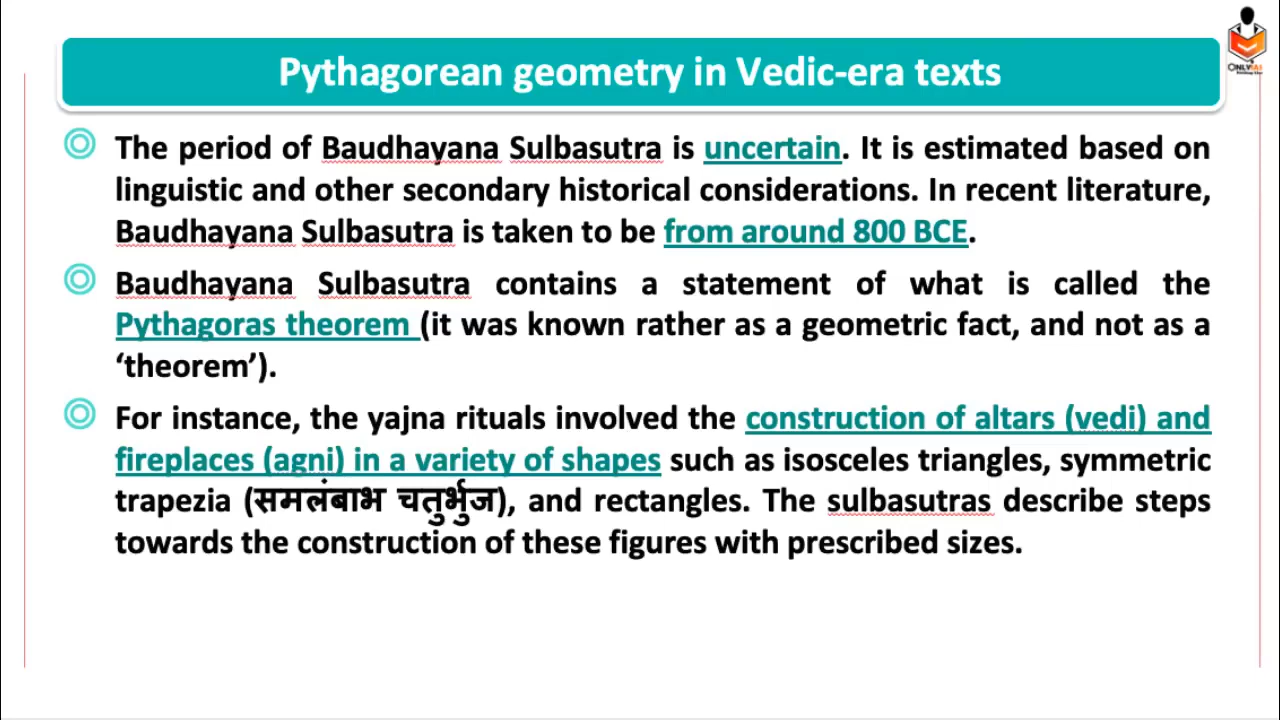 Pythagorean geometry in Vedic-era texts
The period of Baudhayana Sulbasutra is uncertain. It is estimated based on
linguistic and other secondary historical considerations. In recent literature,
Baudhayana Sulbasutra is taken to be from around 800 BCE.
Baudhayana Sulbasutra contains a statement of what is called the
Pythagoras theorem (it was known rather as a geometric fact, and not as a
‘theorem’).
For instance, the yajna rituals involved the construction of altars (vedi) and
fireplaces (agni) in a variety of shapes such as isosceles triangles, symmetric
trapezia (समलंबाभ चतुर्भुज), and rectangles. The sulbasutras describe steps
towards the construction of these figures with prescribed sizes.
ONLYIAS